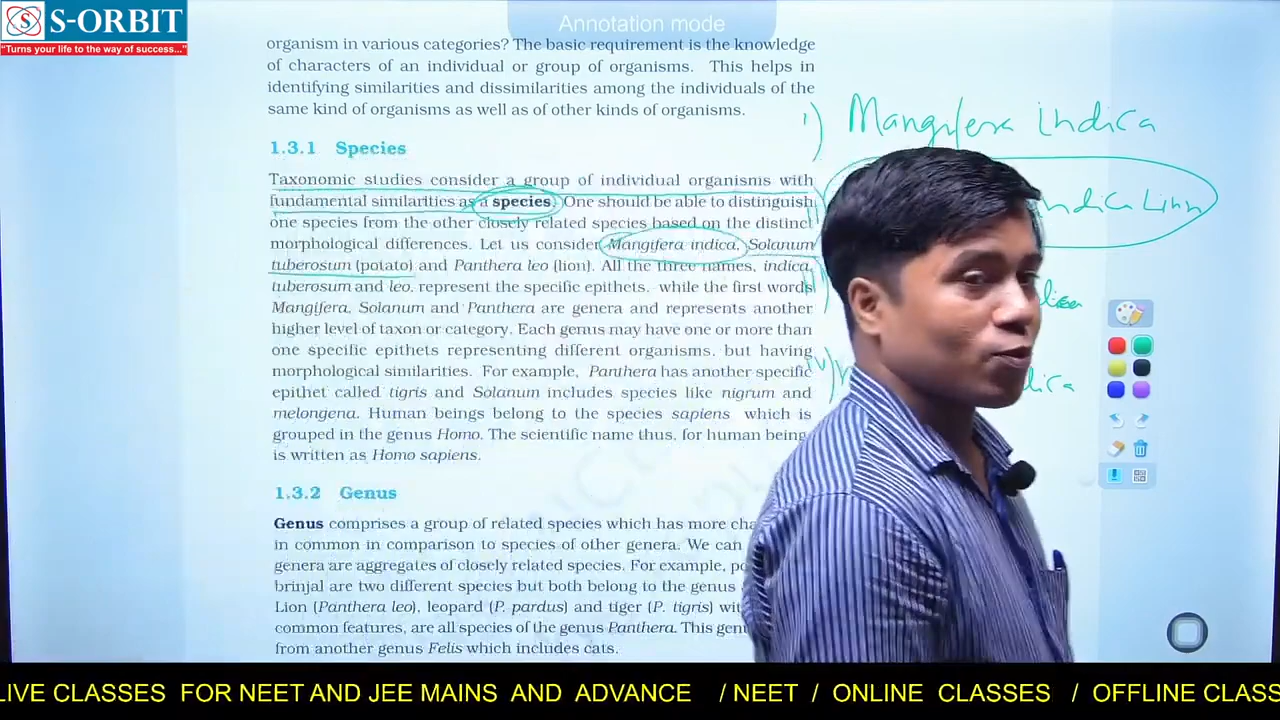 S-ORBIT
"Turns your life to the way of success..."
Annotation mode
organism in various categories? The basic requirement is the knowledge
of characters of an individual or group of organisms. This helps in
identifying similarities and dissimilarities among the individuals of the
same kind of organisms as well as of other kinds of organisms.
1.3.1 Species
Taxonomic studies consider a group of individual organisms with
fundamental similarities as a species. One should be able to distinguish
one species from the other closely related species based on the distinct
morphological differences. Let us consider Mangifera indica, Solanum
tuberosum (potato) and Panthera leo (lion). All the three names, indica,
tuberosum and leo, represent the specific epithets, while the first words
Mangifera, Solanum and Panthera are genera and represents another
higher level of taxon or category. Each genus may have one or more than
one specific epithets representing different organisms, but having
morphological similarities. For example, Panthera has another specific
epithet called tigris and Solanum includes species like nigrum and
melongena. Human beings belong to the species sapiens which is
grouped in the genus Homo. The scientific name thus, for human being,
is written as Homo sapiens.
1.3.2 Genus
Genus comprises a group of related species which has more cha
in common in comparison to species of other genera. We can
genera are aggregates of closely related species. For example, po
brinjal are two different species but both belong to the genus
Lion (Panthera leo), leopard (P. pardus) and tiger (P. tigris) wit
common features, are all species of the genus Panthera. This gen
from another genus Felis which includes cats.
i) Mangifera indica
ndica Linn
iv)
dica
LIVE CLASSES FOR NEET AND JEE MAINS AND ADVANCE / NEET / ONLINE CLASSES / OFFLINE CLASS